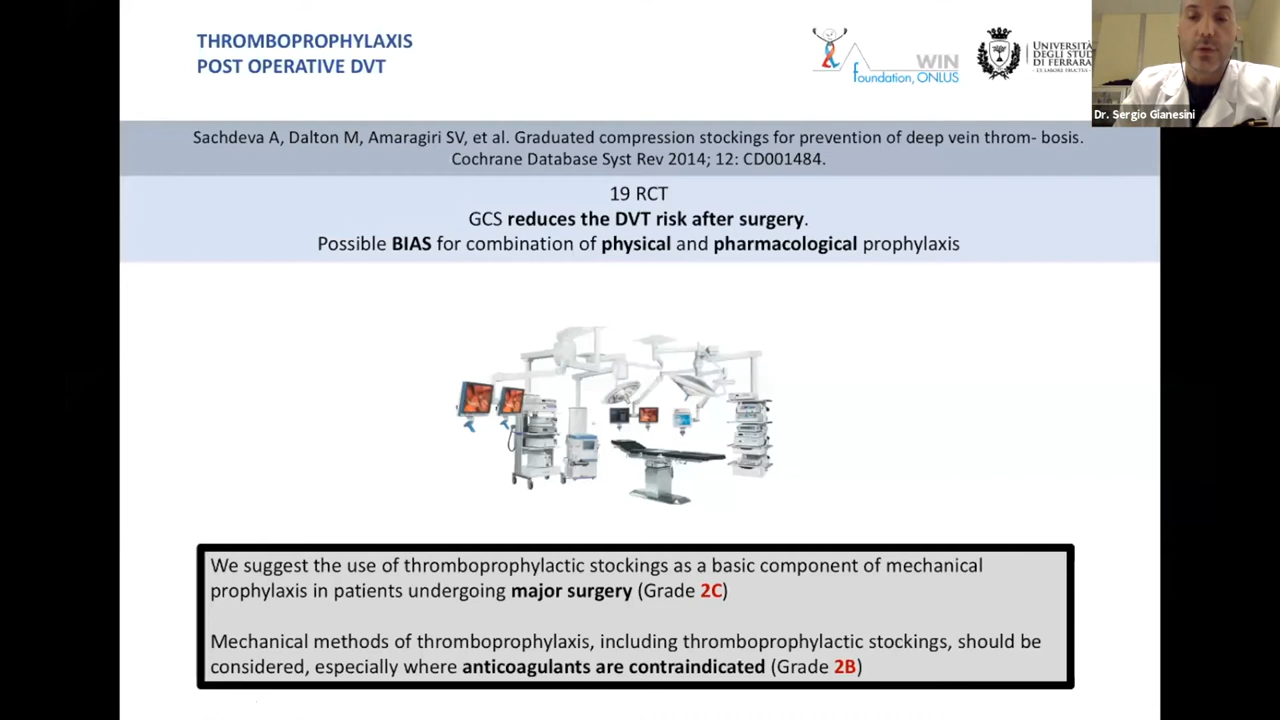 THROMBOPROPHYLAXIS
POST OPERATIVE DVT
WIN
foundation, ONLUS
UNIVERSITÀ
DEGLI STUDI
DI FERRARA
Dr. Sergio Gianesini
Sachdeva A, Dalton M, Amaragiri SV, et al. Graduated compression stockings for prevention of deep vein throm- bosis.
Cochrane Database Syst Rev 2014; 12: CD001484.
19 RCT
GCS reduces the DVT risk after surgery.
Possible BIAS for combination of physical and pharmacological prophylaxis
We suggest the use of thromboprophylactic stockings as a basic component of mechanical
prophylaxis in patients undergoing major surgery (Grade 2C)
Mechanical methods of thromboprophylaxis, including thromboprophylactic stockings, should be
considered, especially where anticoagulants are contraindicated (Grade 2B)